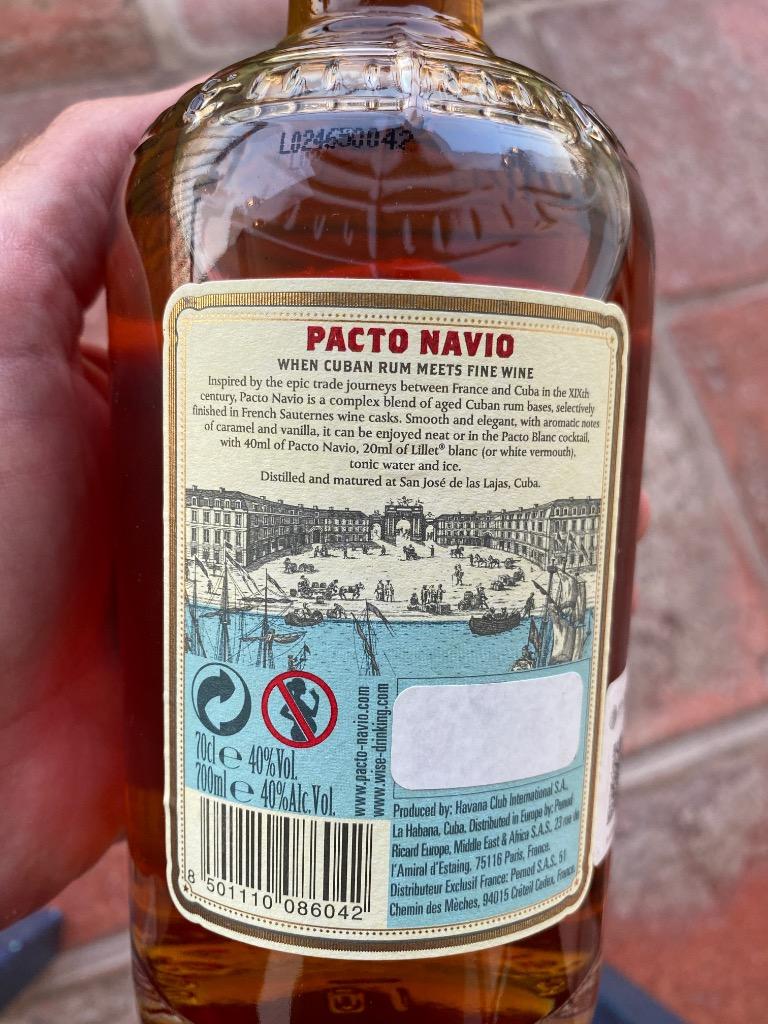 L024650042
PACTO NAVIO
WHEN CUBAN RUM MEETS FINE WINE
Inspired by the epic trade journeys between France and Cuba in the XIXth
century, Pacto Navio is a complex blend of aged Cuban rum bases, selectively
finished in French Sauternes wine casks. Smooth and elegant, with aromatic notes
of caramel and vanilla, it can be enjoyed neat or in the Pacto Blanc cocktail,
with 40ml of Pacto Navio, 20ml of Lillet® blanc (or white vermouth),
tonic water and ice.
Distilled and matured at San José de las Lajas, Cuba.
70cl e 40%Vol.
700ml e 40%Alc.Vol.
www.pacto-navio.com
www.wise-drinking.com
Produced by: Havana Club International S.A.,
La Habana, Cuba. Distributed in Europe by: Pernod
Ricard Europe, Middle East & Africa S.A.S. 23 rue de
l'Amiral d'Estaing, 75116 Paris, France.
Distributeur Exclusif France: Pernod S.A.S. 51
Chemin des Mèches, 94015 Créteil Cedex, France
8 501110 086042